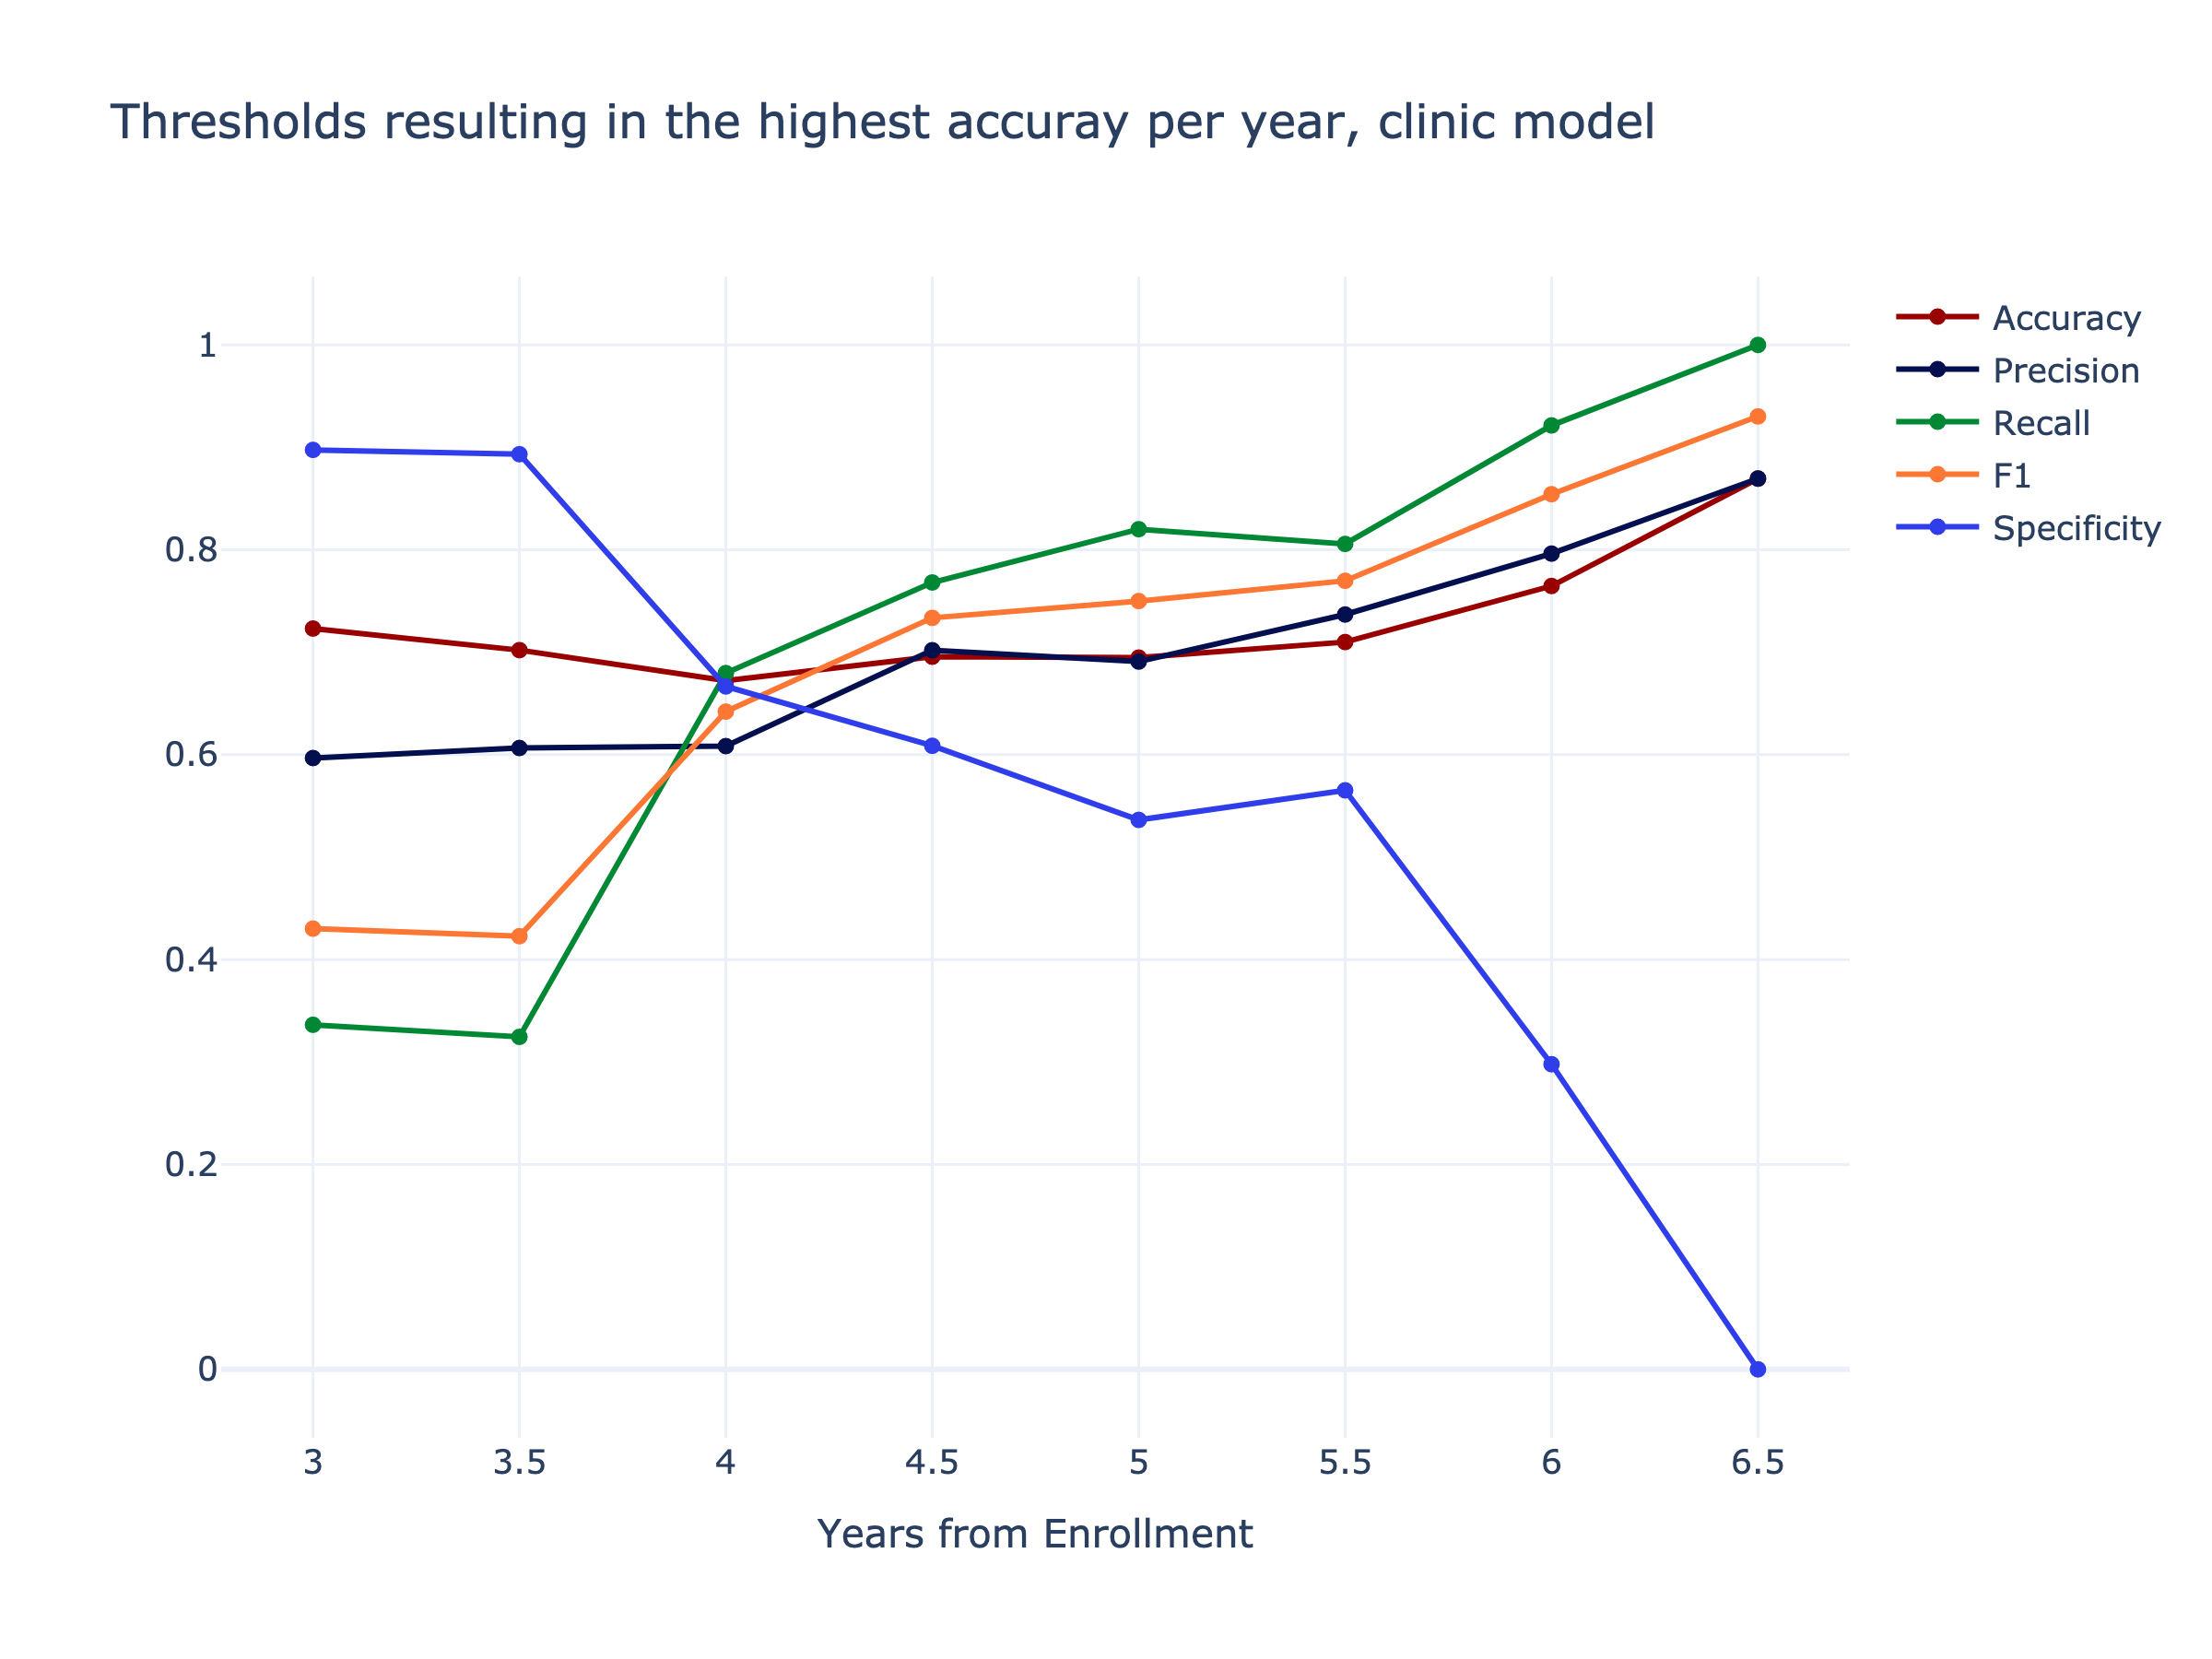 Thresholds resulting in the highest accuray per year, clinic model
Accuracy
Precision
Recall
F1
Specificity
1
0.8
0.6
0.4
0.2
0
3 3.5 4 4.5 5 5.5 6 6.5
Years from Enrollment